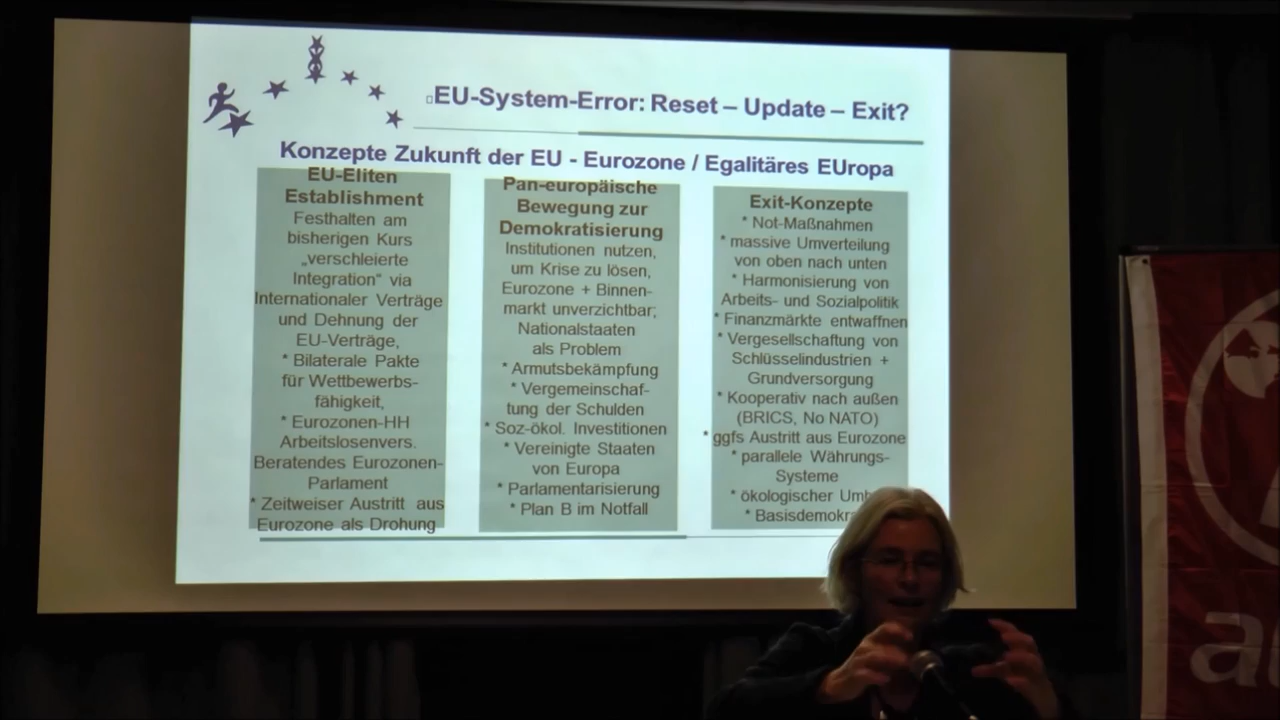 EU-System-Error: Reset – Update – Exit?
Konzepte Zukunft der EU - Eurozone / Egalitäres EUropa
EU-Eliten
Establishment
Festhalten am
bisherigen Kurs
„verschleierte
Integration“ via
Internationaler Verträge
und Dehnung der
EU-Verträge,
* Bilaterale Pakte
für Wettbewerbs-
fähigkeit,
* Eurozonen-HH
Arbeitslosenvers.
Beratendes Eurozonen-
Parlament
* Zeitweiser Austritt aus
Eurozone als Drohung
Pan-europäische
Bewegung zur
Demokratisierung
Institutionen nutzen,
um Krise zu lösen,
Eurozone + Binnen-
markt unverzichtbar;
Nationalstaaten
als Problem
* Armutsbekämpfung
* Vergemeinschaf-
tung der Schulden
* Soz-ökol. Investitionen
* Vereinigte Staaten
von Europa
* Parlamentarisierung
* Plan B im Notfall
Exit-Konzepte
* Not-Maßnahmen
* massive Umverteilung
von oben nach unten
* Harmonisierung von
Arbeits- und Sozialpolitik
* Finanzmärkte entwaffnen
* Vergesellschaftung von
Schlüsselindustrien +
Grundversorgung
* Kooperativ nach außen
(BRICS, No NATO)
* ggfs Austritt aus Eurozone
* parallele Währungs-
Systeme
* ökologischer
*